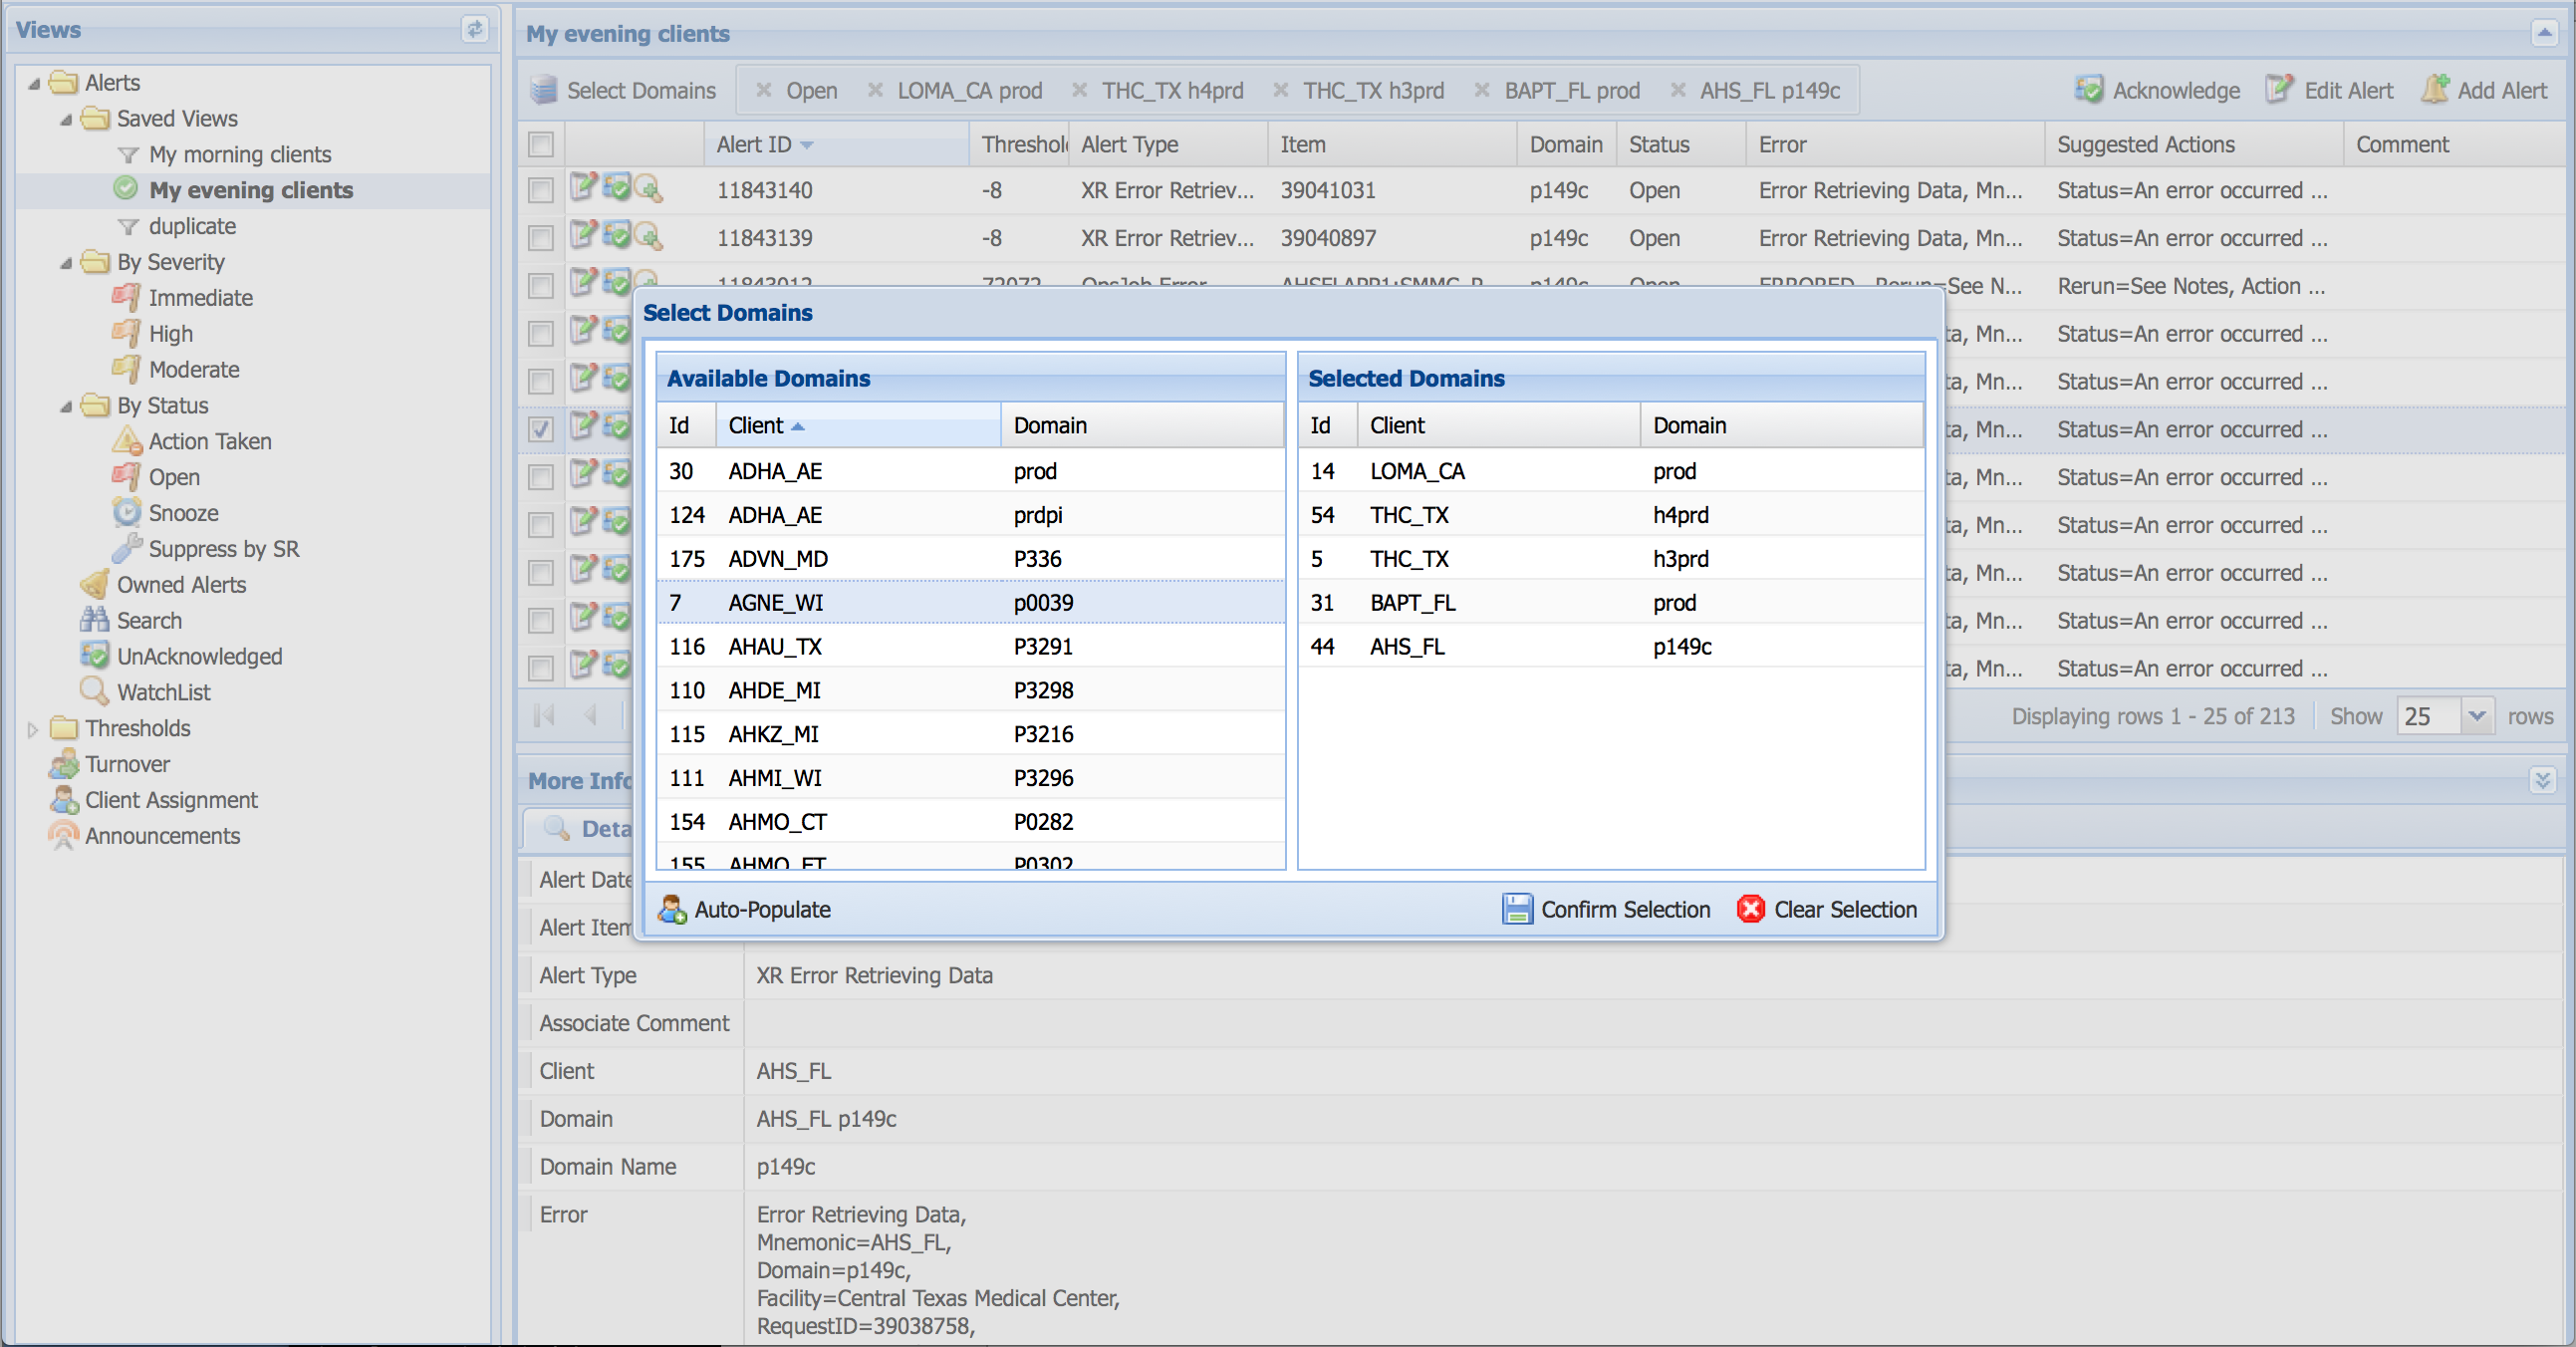 Views
Alerts
Saved Views
My morning clients
My evening clients
duplicate
By Severity
Immediate
High
Moderate
By Status
Action Taken
Open
Snooze
Suppress by SR
Owned Alerts
Search
UnAcknowledged
WatchList
Thresholds
Turnover
Client Assignment
Announcements
My evening clients
Select Domains Open LOMA_CA prod THC_TX h4prd THC_TX h3prd BAPT_FL prod AHS_FL p149c Acknowledge Edit Alert Add Alert
Alert ID Threshol Alert Type Item Domain Status Error Suggested Actions Comment
11843140 -8 XR Error Retriev... 39041031 p149c Open Error Retrieving Data, Mn... Status=An error occurred ...
11843139 -8 XR Error Retriev... 39040897 p149c Open Error Retrieving Data, Mn... Status=An error occurred ...
11843012 72072 OpsJob Error p149c Open ERRORED Rerun=See N... Rerun=See Notes, Action ...
ta, Mn... Status=An error occurred ...
ta, Mn... Status=An error occurred ...
ta, Mn... Status=An error occurred ...
ta, Mn... Status=An error occurred ...
ta, Mn... Status=An error occurred ...
ta, Mn... Status=An error occurred ...
ta, Mn... Status=An error occurred ...
ta, Mn... Status=An error occurred ...
Displaying rows 1 - 25 of 213 Show 25 rows
Select Domains
Available Domains
Id Client Domain
30 ADHA_AE prod
124 ADHA_AE prdpi
175 ADVN_MD P336
7 AGNE_WI p0039
116 AHAU_TX P3291
110 AHDE_MI P3298
115 AHKZ_MI P3216
111 AHMI_WI P3296
154 AHMO_CT P0282
155 AHMO_FT P0302
Selected Domains
Id Client Domain
14 LOMA_CA prod
54 THC_TX h4prd
5 THC_TX h3prd
31 BAPT_FL prod
44 AHS_FL p149c
Auto-Populate Confirm Selection Clear Selection
More Info
Deta
Alert Date
Alert Item
Alert Type XR Error Retrieving Data
Associate Comment
Client AHS_FL
Domain AHS_FL p149c
Domain Name p149c
Error Error Retrieving Data,
Mnemonic=AHS_FL,
Domain=p149c,
Facility=Central Texas Medical Center,
RequestID=39038758,